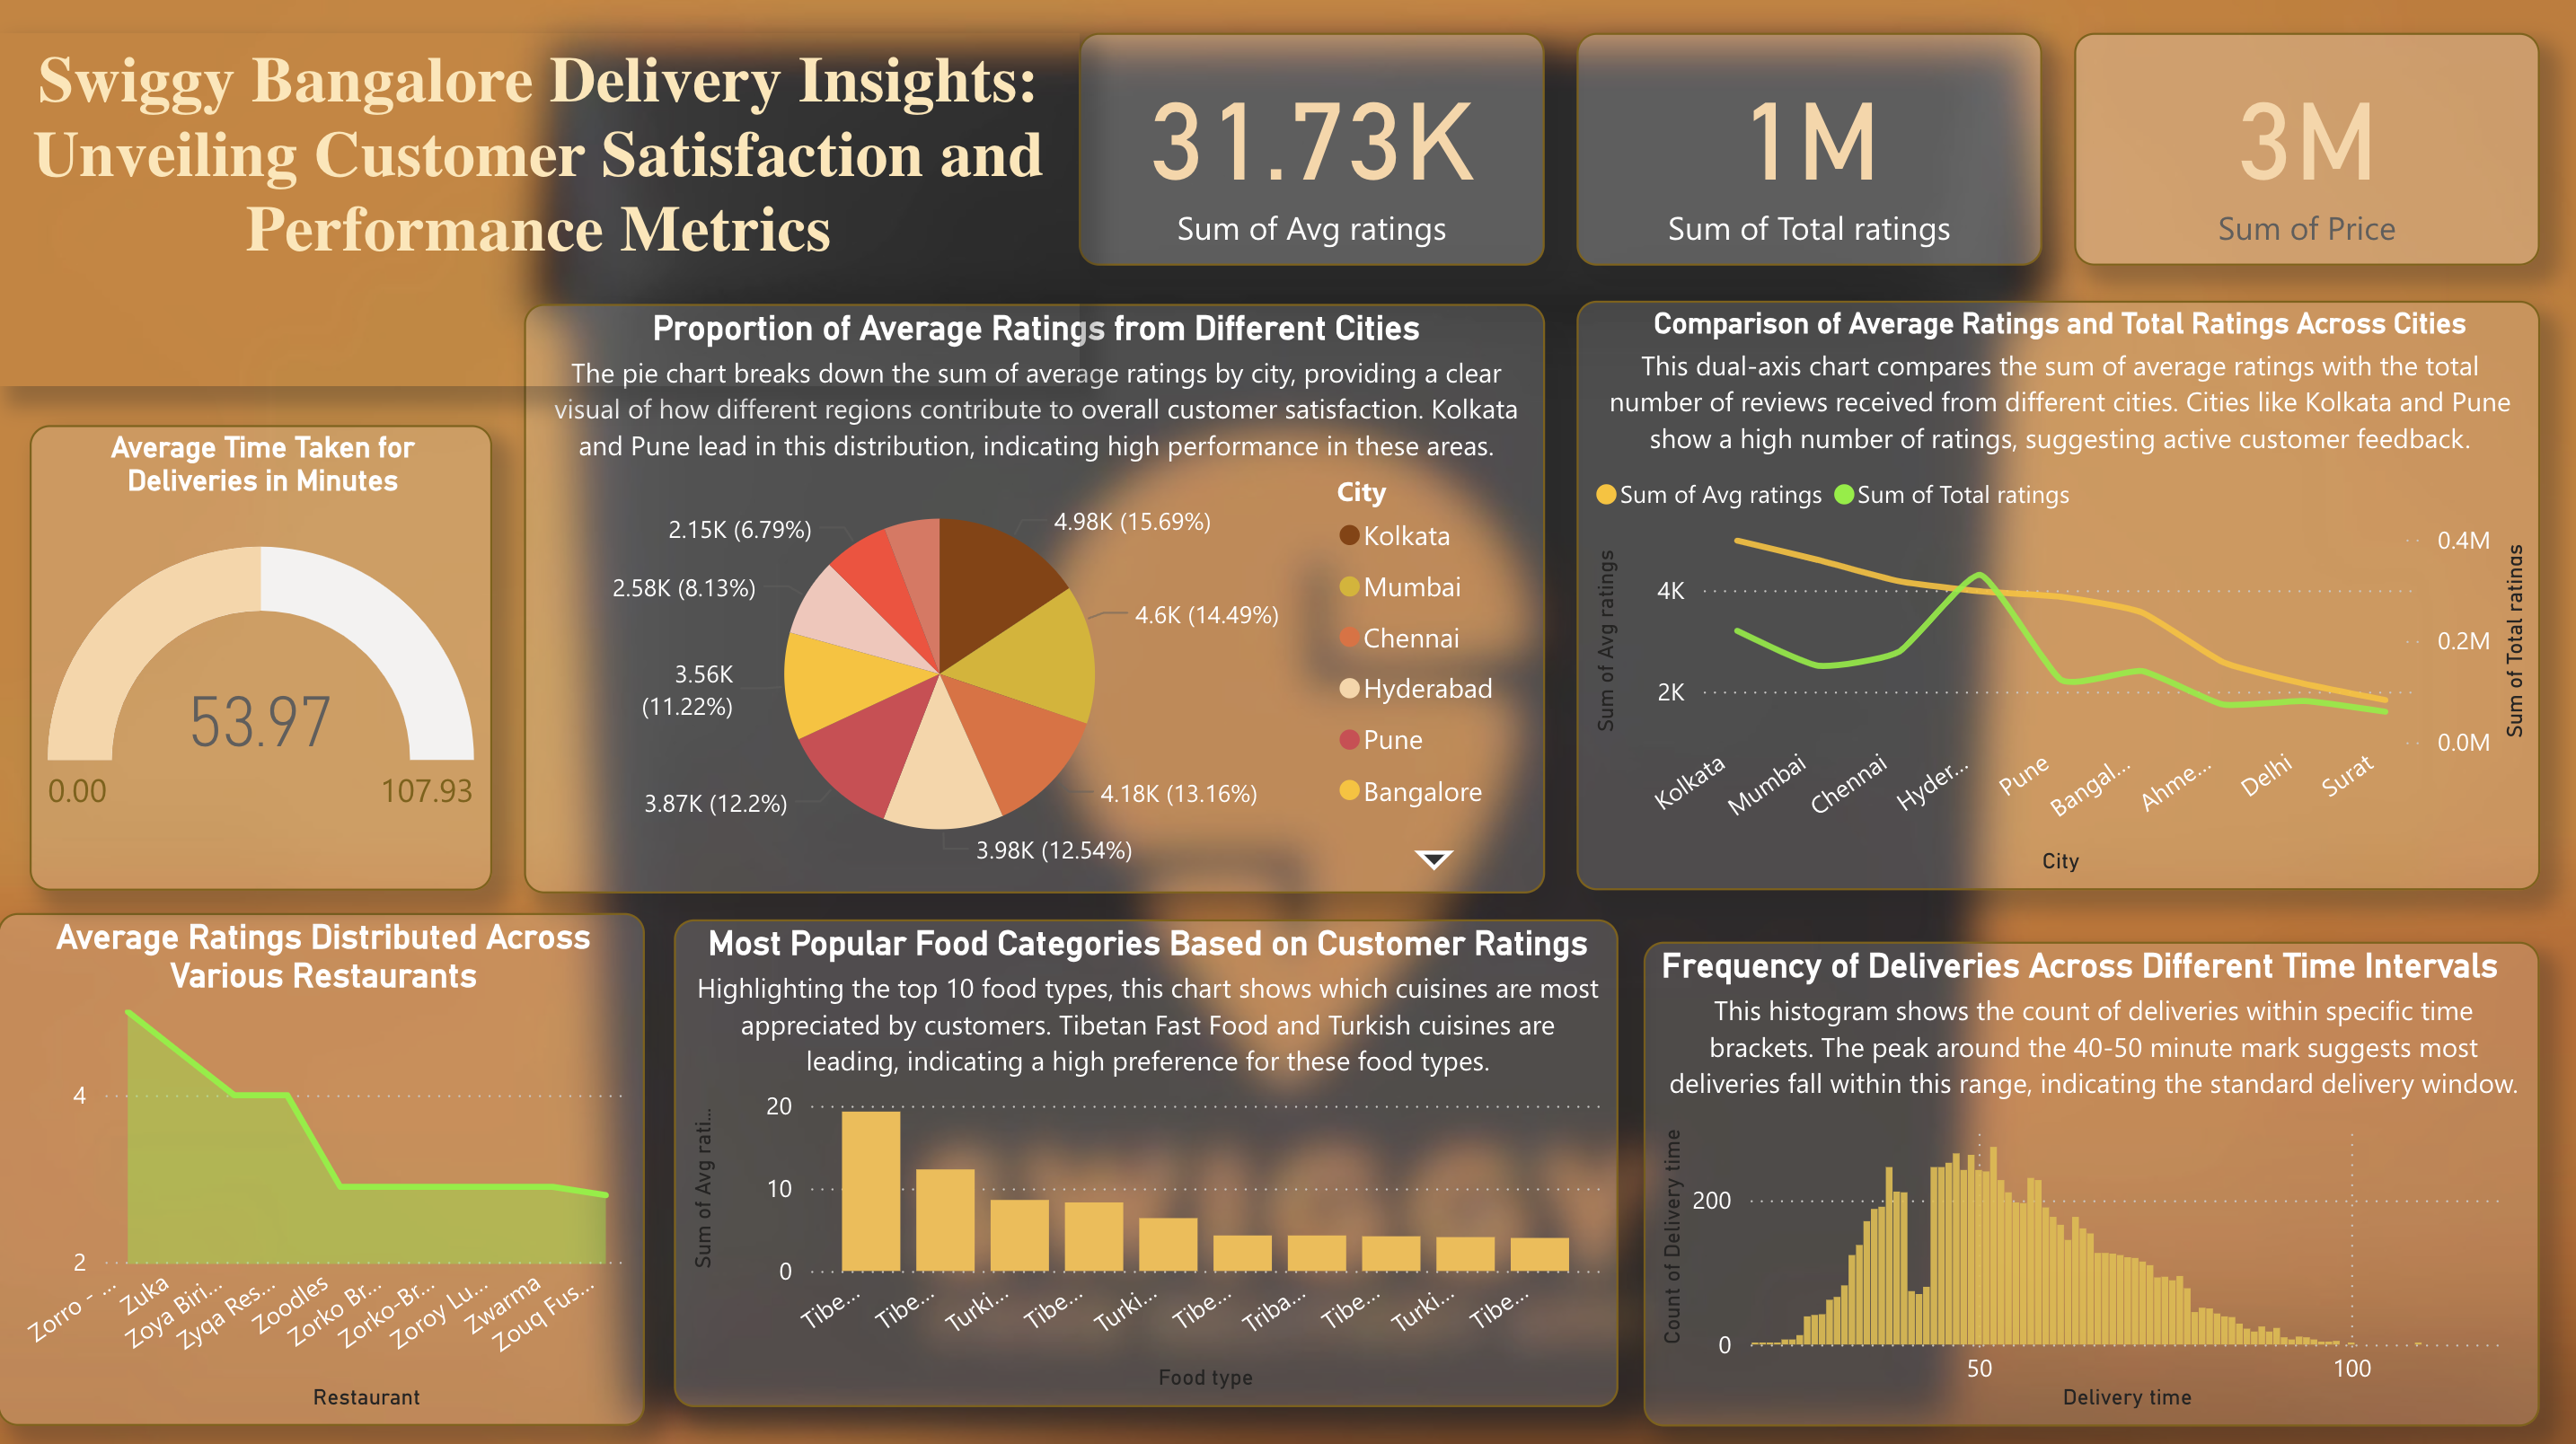 Swiggy Bangalore Delivery Insights:
Unveiling Customer Satisfaction and
Performance Metrics
31.73K
Sum of Avg ratings
1M
Sum of Total ratings
3M
Sum of Price
Average Time Taken for
Deliveries in Minutes
53.97
0.00
107.93
Proportion of Average Ratings from Different Cities
The pie chart breaks down the sum of average ratings by city, providing a clear
visual of how different regions contribute to overall customer satisfaction. Kolkata
and Pune lead in this distribution, indicating high performance in these areas.
4.98K (15.69%)
4.6K (14.49%)
4.18K (13.16%)
3.98K (12.54%)
3.87K (12.2%)
3.56K
(11.22%)
2.58K (8.13%)
2.15K (6.79%)
City
Kolkata
Mumbai
Chennai
Hyderabad
Pune
Bangalore
Comparison of Average Ratings and Total Ratings Across Cities
This dual-axis chart compares the sum of average ratings with the total
number of reviews received from different cities. Cities like Kolkata and Pune
show a high number of ratings, suggesting active customer feedback.
Sum of Avg ratings
Sum of Total ratings
Sum of Avg ratings
4K
2K
0.4M
0.2M
0.0M
Sum of Total ratings
Kolkata
Mumbai
Chennai
Hyder...
Pune
Bangal...
Ahme...
Delhi
Surat
City
Average Ratings Distributed Across
Various Restaurants
4
2
Zorro - ...
Zuka
Zoya Biri...
Zyqa Res...
Zoodles
Zorko Br...
Zorko-Br...
Zoroy Lu...
Zwarma
Zouq Fus...
Restaurant
Most Popular Food Categories Based on Customer Ratings
Highlighting the top 10 food types, this chart shows which cuisines are most
appreciated by customers. Tibetan Fast Food and Turkish cuisines are
leading, indicating a high preference for these food types.
Sum of Avg rati...
20
10
0
Tibe...
Tibe...
Turki...
Tibe...
Turki...
Tibe...
Triba...
Tibe...
Turki...
Tibe...
Food type
Frequency of Deliveries Across Different Time Intervals
This histogram shows the count of deliveries within specific time
brackets. The peak around the 40-50 minute mark suggests most
deliveries fall within this range, indicating the standard delivery window.
Count of Delivery time
200
0
50
100
Delivery time